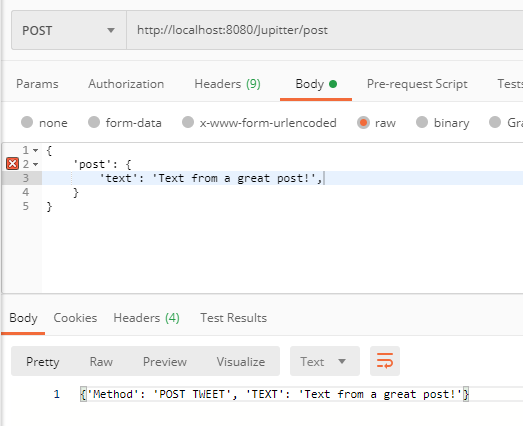 POST http://localhost:8080/Jupitter/post
Params Authorization Headers (9) Body Pre-request Script Tests
none form-data x-www-form-urlencoded raw binary Gra
1 {
2 'post': {
3 'text': 'Text from a great post!',
4 }
5 }
Body Cookies Headers (4) Test Results
Pretty Raw Preview Visualize Text
1 {'Method': 'POST TWEET', 'TEXT': 'Text from a great post!'}